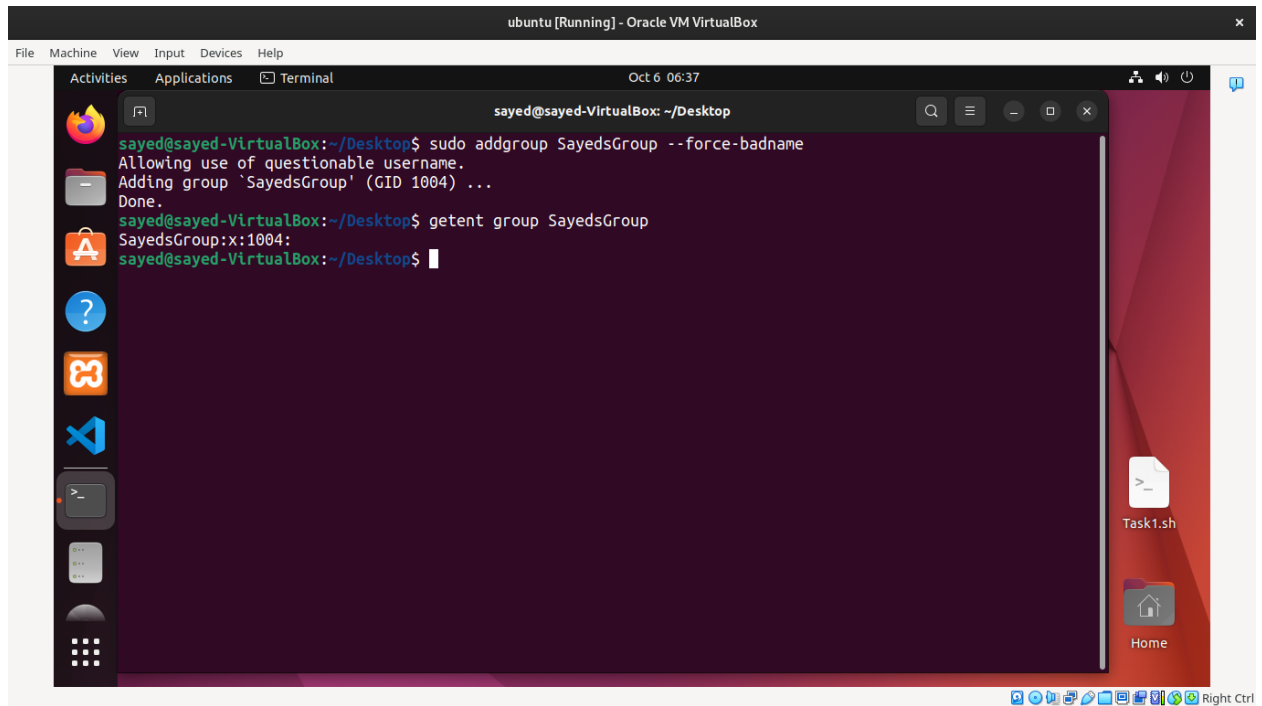 ubuntu [Running] - Oracle VM VirtualBox
File Machine View Input Devices Help
Activities Applications Terminal Oct 6 06:37
sayed@sayed-VirtualBox: ~/Desktop
sayed@sayed-VirtualBox:~/Desktop$ sudo addgroup SayedsGroup --force-badname
Allowing use of questionable username.
Adding group `SayedsGroup' (GID 1004) ...
Done.
sayed@sayed-VirtualBox:~/Desktop$ getent group SayedsGroup
SayedsGroup:x:1004:
sayed@sayed-VirtualBox:~/Desktop$
Task1.sh
Home
Right Ctrl